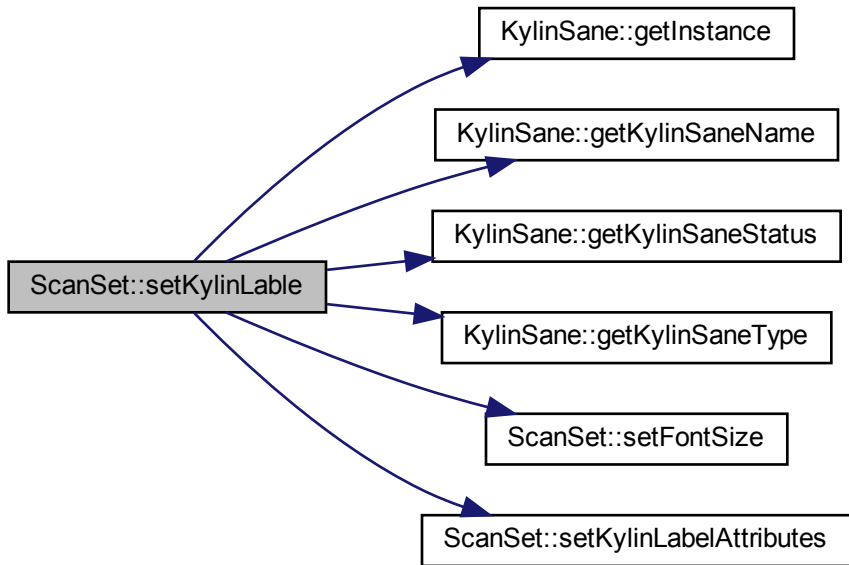 KylinSane::getInstance
KylinSane::getKylinSaneName
KylinSane::getKylinSaneStatus
ScanSet::setKylinLable
KylinSane::getKylinSaneType
ScanSet::setFontSize
ScanSet::setKylinLabelAttributes